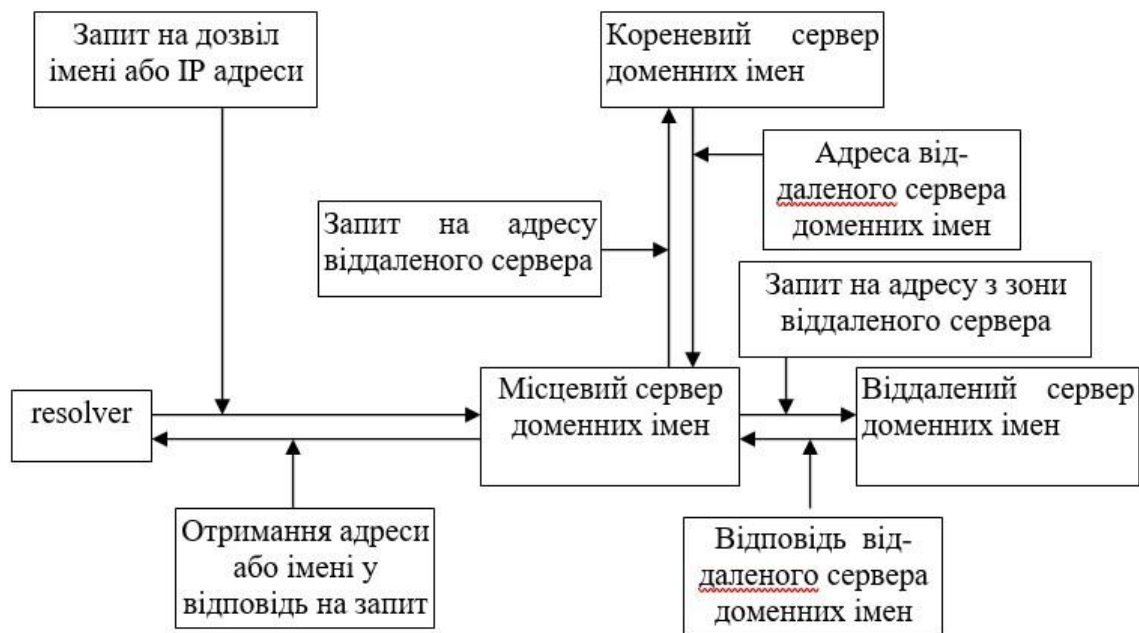 Запит на дозвіл
імені або IP адреси
Кореневий сервер
доменних імен
Адреса від-
даленого сервера
доменних імен
Запит на адресу
віддаленого сервера
Запит на адресу з зони
віддаленого сервера
resolver
Місцевий сервер
доменних імен
Віддалений сервер
доменних імен
Отримання адреси
або імені у
відповідь на запит
Відповідь від-
даленого сервера
доменних імен